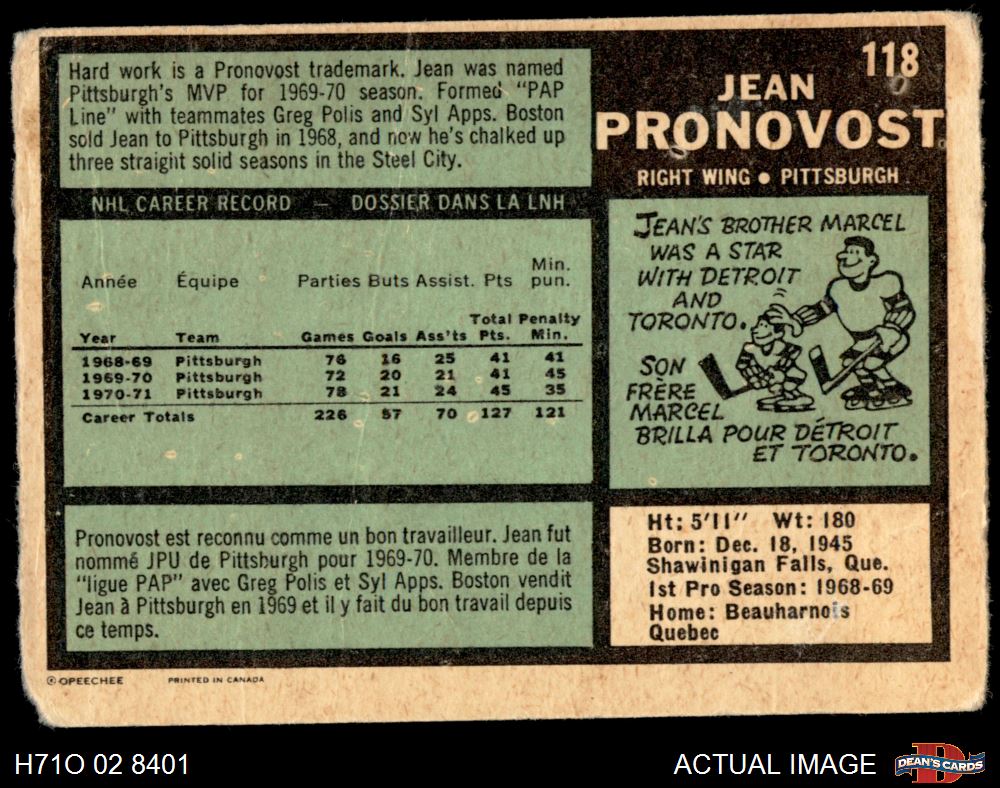 Hard work is a Pronovost trademark. Jean was named
Pittsburgh's MVP for 1969-70 season. Formed "PAP
Line" with teammates Greg Polis and Syl Apps. Boston
sold Jean to Pittsburgh in 1968, and now he's chalked up
three straight solid seasons in the Steel City.
118
JEAN
PRONOVOST
RIGHT WING ● PITTSBURGH
NHL CAREER RECORD — DOSSIER DANS LA LNH
Année Équipe Parties Buts Assist. Pts Min. pun.
Year Team Games Goals Ass'ts Total Pts. Penalty Min.
1968-69 Pittsburgh 76 16 25 41 41
1969-70 Pittsburgh 72 20 21 41 45
1970-71 Pittsburgh 78 21 24 45 35
Career Totals 226 57 70 127 121
JEAN'S BROTHER MARCEL
WAS A STAR
WITH DETROIT
AND
TORONTO.
SON
FRÈRE
MARCEL
BRILLA POUR DÉTROIT
ET TORONTO.
Pronovost est reconnu comme un bon travailleur. Jean fut
nommé JPU de Pittsburgh pour 1969-70. Membre de la
"ligue PAP" avec Greg Polis et Syl Apps. Boston vendit
Jean à Pittsburgh en 1969 et il y fait du bon travail depuis
ce temps.
Ht: 5'11" Wt: 180
Born: Dec. 18, 1945
Shawinigan Falls, Que.
1st Pro Season: 1968-69
Home: Beauharnois
Quebec
© OPEECHEE PRINTED IN CANADA
H71O 02 8401
ACTUAL IMAGE
DEAN'S CARDS